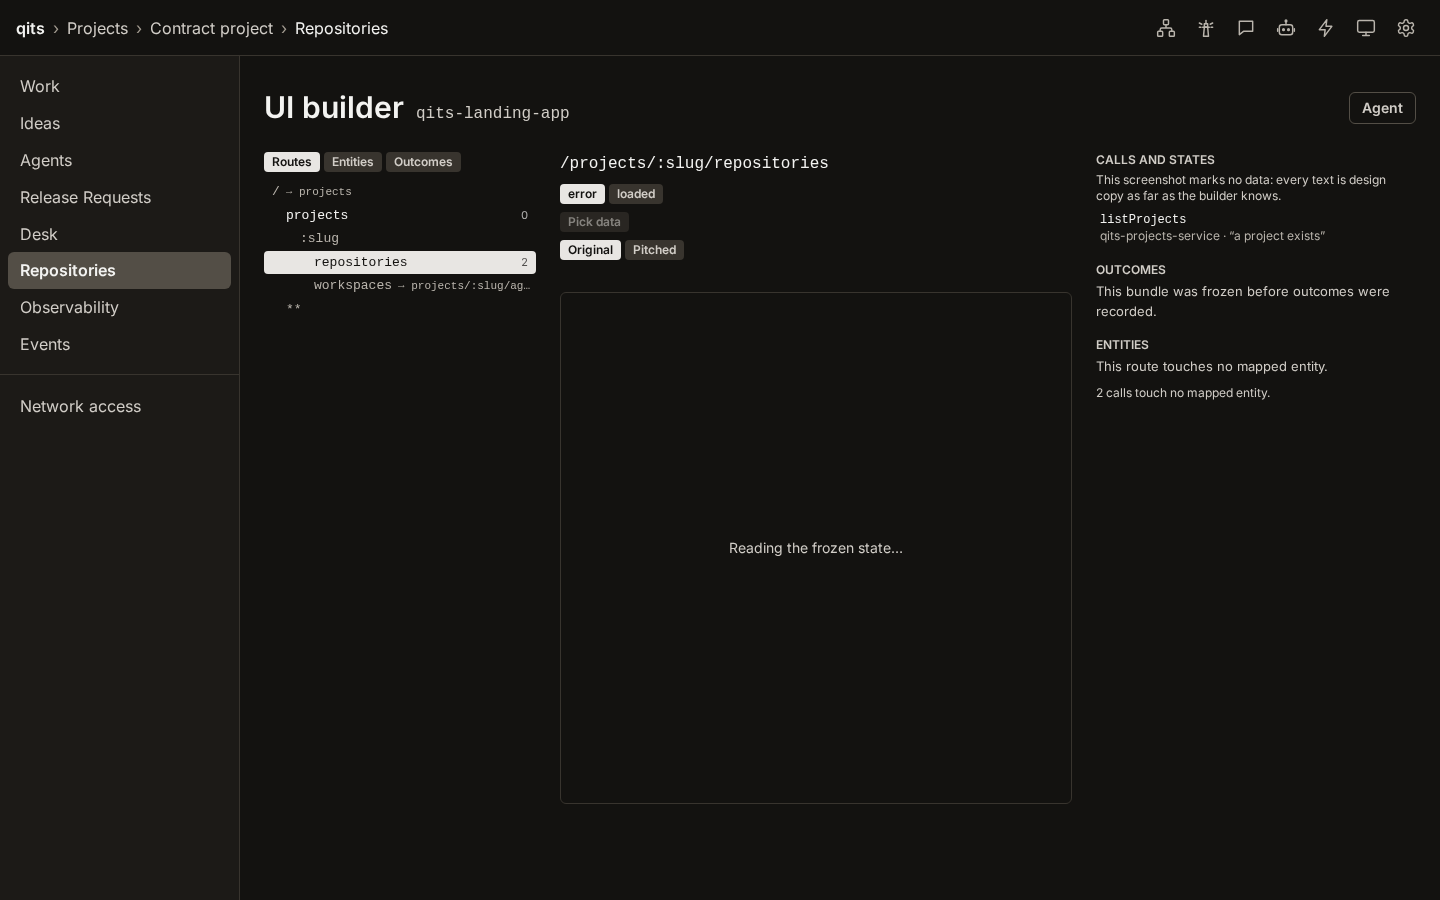 qits › Projects › Contract project › Repositories
Work
Ideas
Agents
Release Requests
Desk
Repositories
Observability
Events
Network access
UI builder qits-landing-app
Agent
Routes Entities Outcomes
/ → projects
projects 0
:slug
repositories 2
workspaces → projects/:slug/ag…
**
/projects/:slug/repositories
error loaded
Pick data
Original Pitched
Reading the frozen state…
CALLS AND STATES
This screenshot marks no data: every text is design
copy as far as the builder knows.
listProjects
qits-projects-service · “a project exists”
OUTCOMES
This bundle was frozen before outcomes were
recorded.
ENTITIES
This route touches no mapped entity.
2 calls touch no mapped entity.